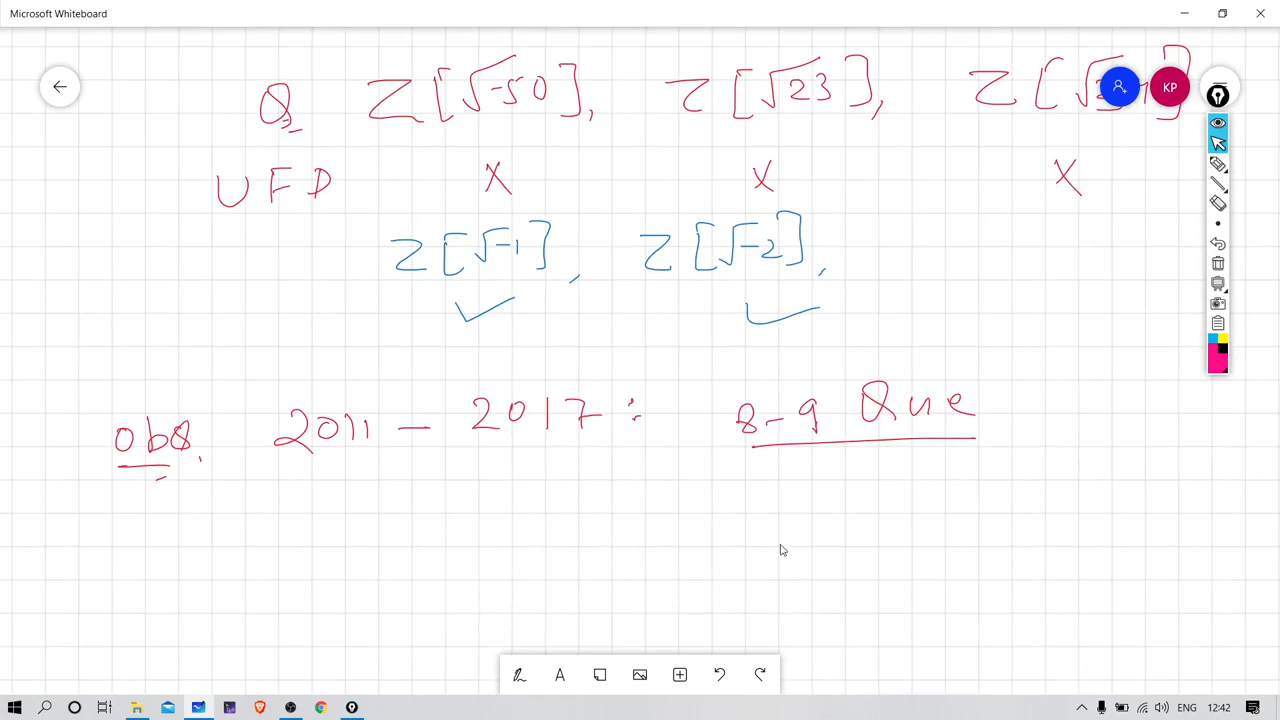 Microsoft Whiteboard
Q Z[√-50], Z[√23], Z[√
KP
UFD X X X
Z[√-1], Z[√-2],
✓ ✓
obs. 2011 - 2017 : 8-9 Que
A
ENG 12:42